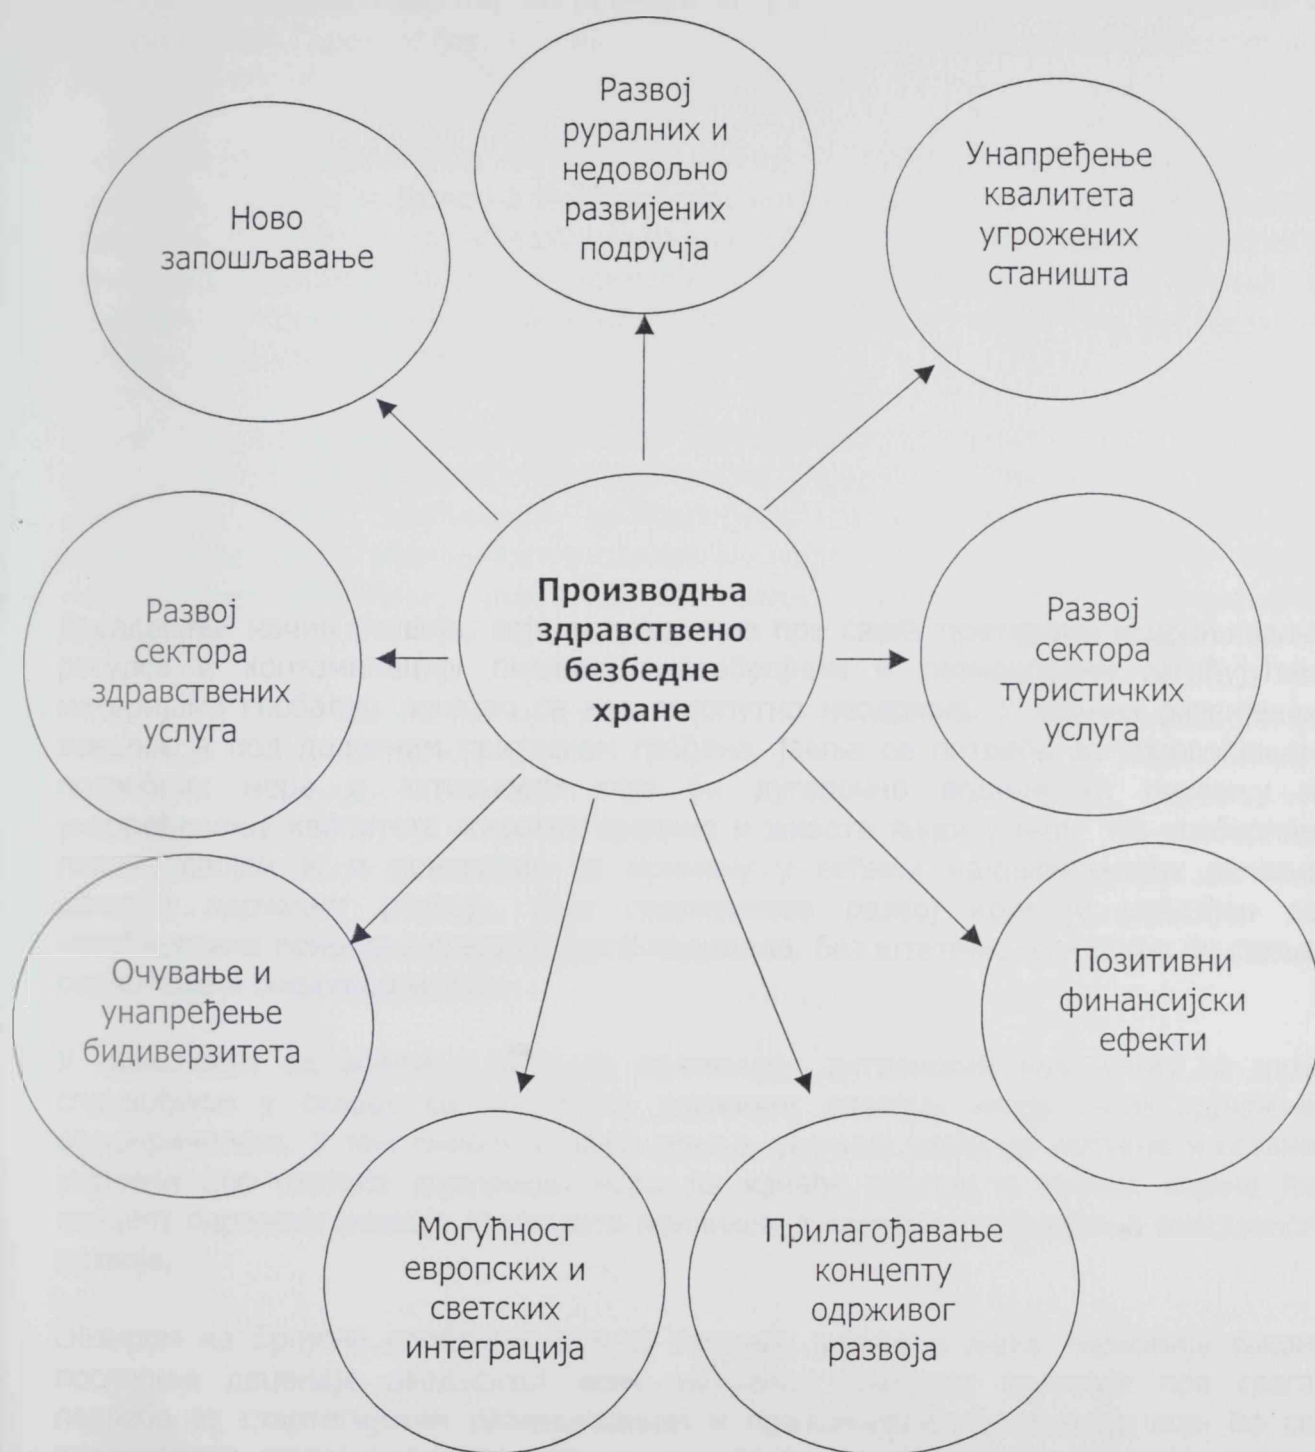 Развој
руралних и
недовољно
развијених
подручја
Ново
запошљавање
Унапређење
квалитета
угрожених
станишта
Развој
сектора
здравствених
услуга
Производња
здравствено
безбедне
хране
Развој
сектора
туристичких
услуга
Очување и
унапређење
бидиверзитета
Позитивни
финансијски
ефекти
Могућност
европских и
светских
интеграција
Прилагођавање
концепту
одрживог
развоја